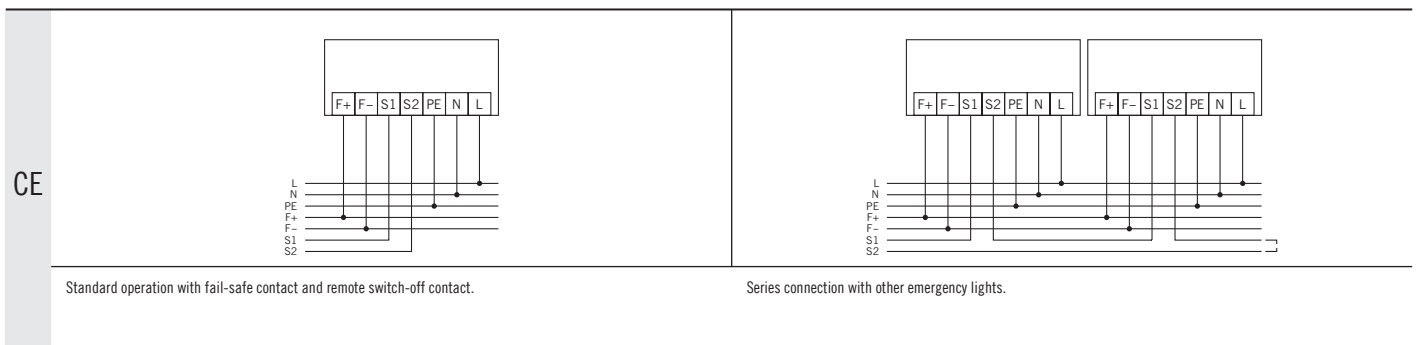 CE
F+ F– S1 S2 PE N L
L
N
PE
F+
F–
S1
S2
Standard operation with fail-safe contact and remote switch-off contact.
F+ F– S1 S2 PE N L F+ F– S1 S2 PE N L
L
N
PE
F+
F–
S1
S2
Series connection with other emergency lights.